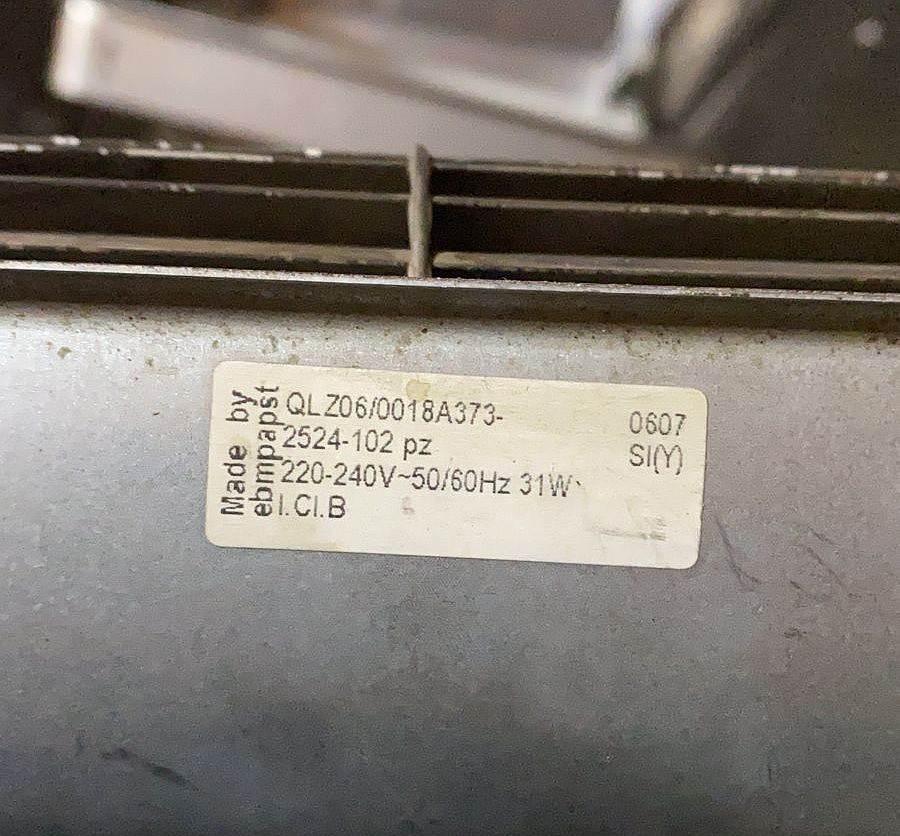 Made by
ebmpapst
QLZ06/0018A373-
2524-102 pz
220-240V~50/60Hz 31W
I.Cl.B
0607
SI(Y)